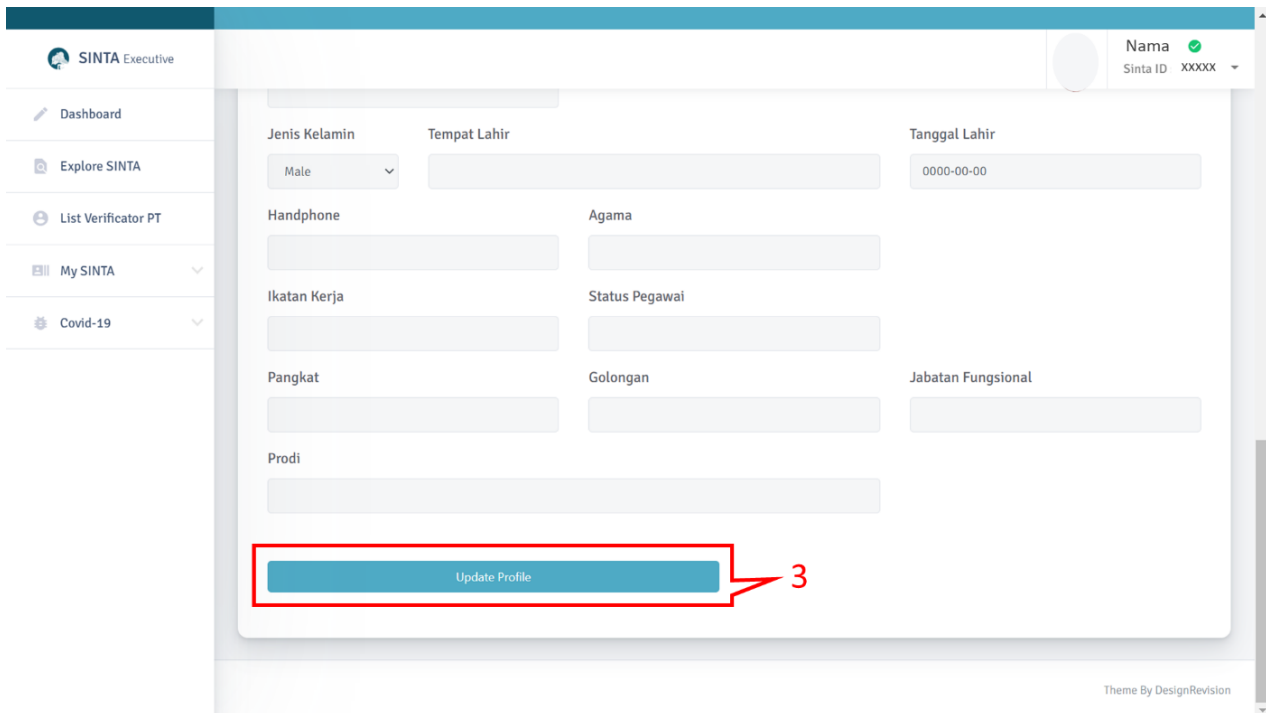 SINTA Executive
Nama
Sinta ID XXXXX
Dashboard
Explore SINTA
List Verificator PT
My SINTA
Covid-19
Jenis Kelamin Tempat Lahir Tanggal Lahir
Male 0000-00-00
Handphone Agama
Ikatan Kerja Status Pegawai
Pangkat Golongan Jabatan Fungsional
Prodi
Update Profile 3
Theme By DesignRevision